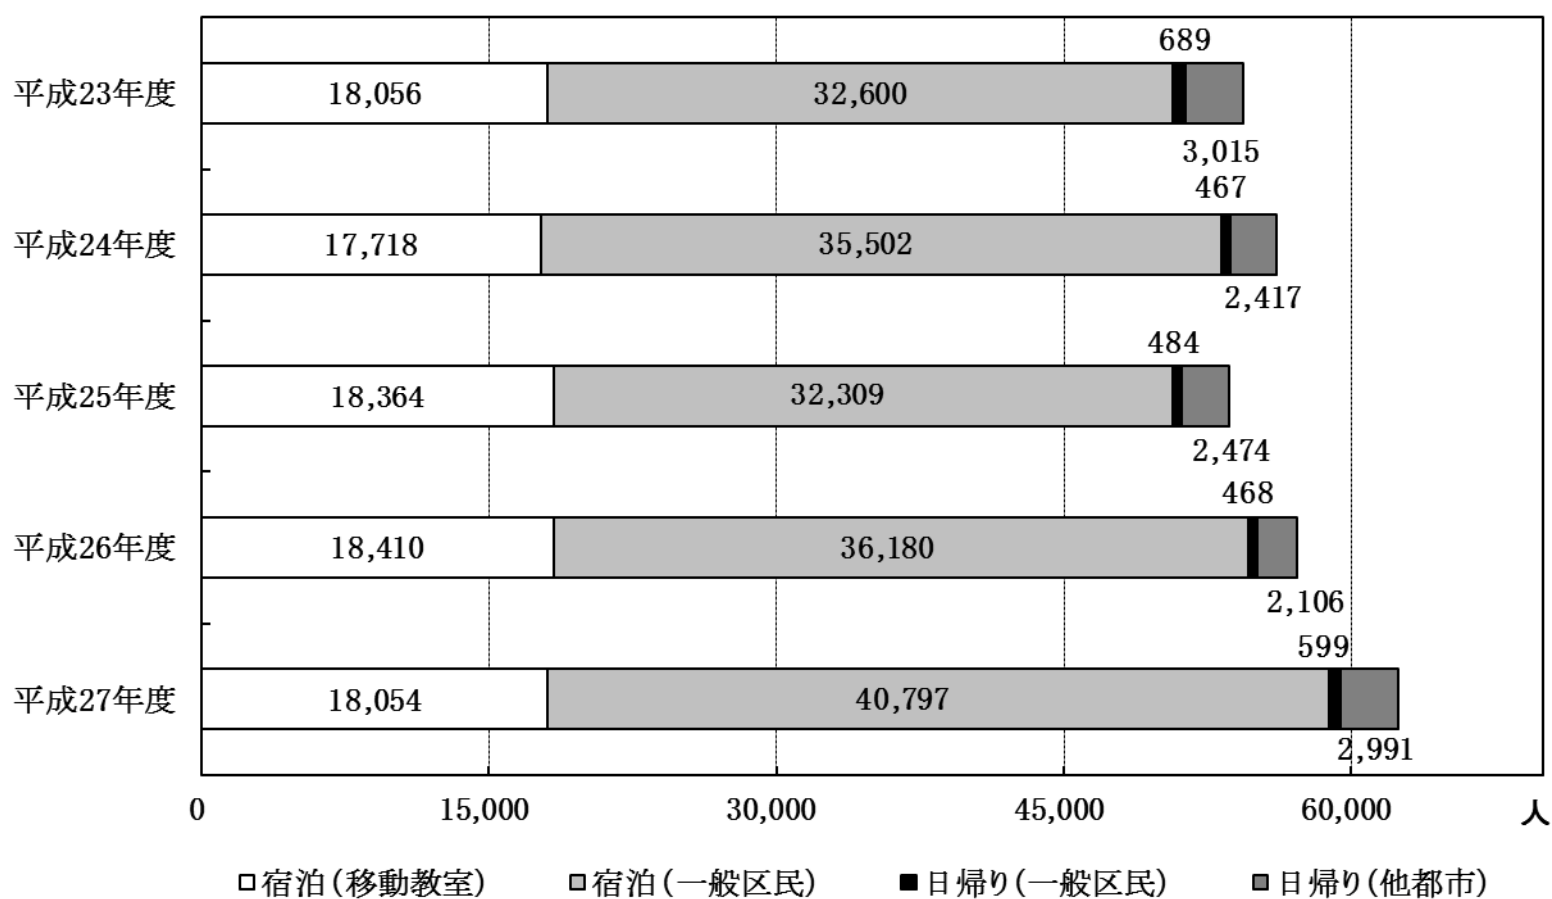 689
平成23年度 18,056 32,600
3,015
467
平成24年度 17,718 35,502
2,417
484
平成25年度 18,364 32,309
2,474
468
平成26年度 18,410 36,180
2,106
599
平成27年度 18,054 40,797
2,991
0 15,000 30,000 45,000 60,000 人
宿泊(移動教室) 宿泊(一般区民) 日帰り(一般区民) 日帰り(他都市)